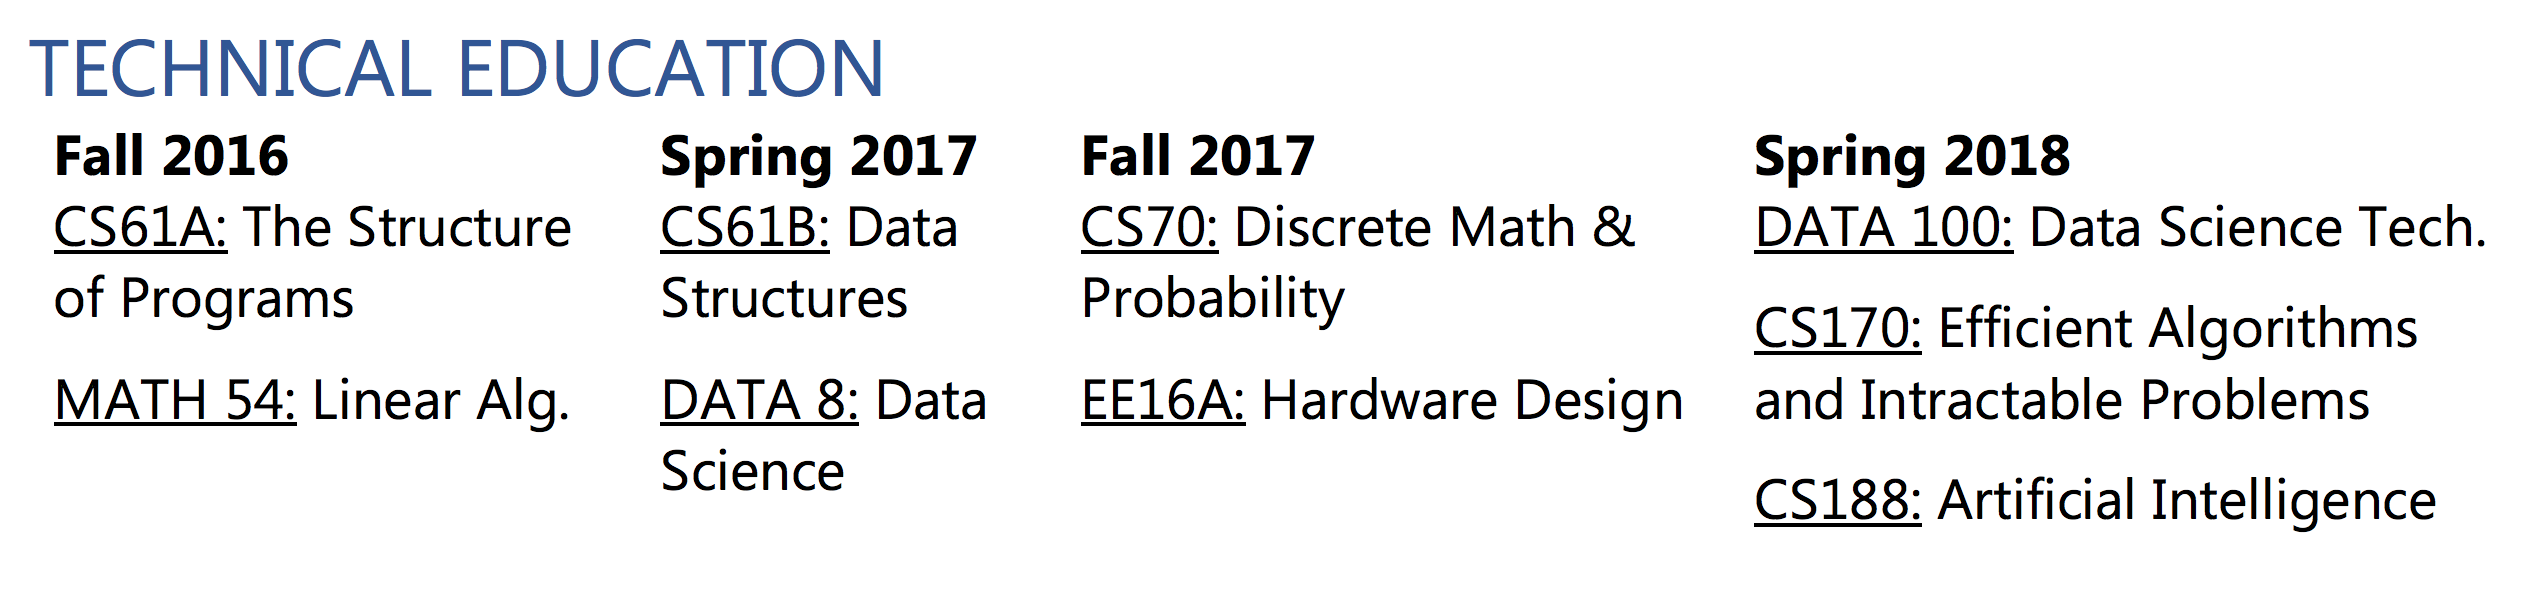 TECHNICAL EDUCATION
Fall 2016
CS61A: The Structure
of Programs
MATH 54: Linear Alg.
Spring 2017
CS61B: Data
Structures
DATA 8: Data
Science
Fall 2017
CS70: Discrete Math &
Probability
EE16A: Hardware Design
Spring 2018
DATA 100: Data Science Tech.
CS170: Efficient Algorithms
and Intractable Problems
CS188: Artificial Intelligence